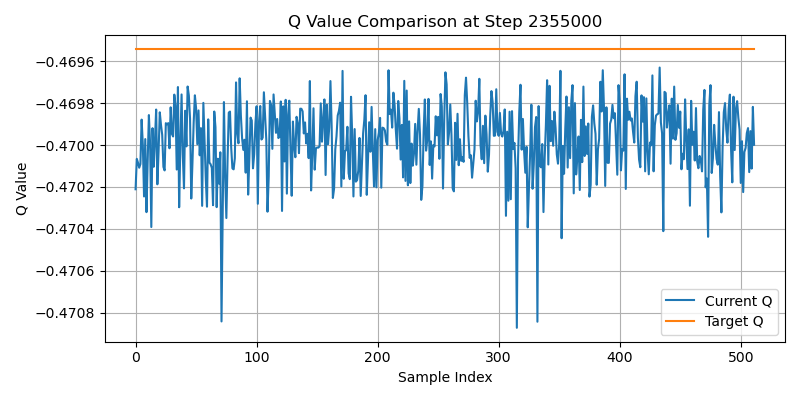 Q Value Comparison at Step 2355000
Q Value
−0.4696
−0.4698
−0.4700
−0.4702
−0.4704
−0.4706
−0.4708
0
100
200
300
400
500
Sample Index
Current Q
Target Q